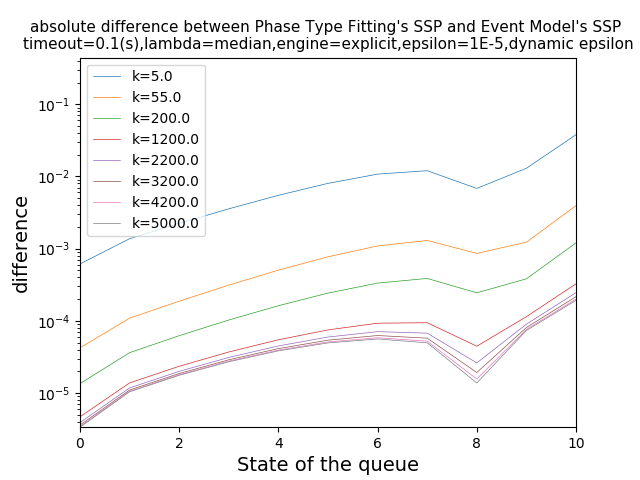 absolute difference between Phase Type Fitting's SSP and Event Model's SSP
timeout=0.1(s),lambda=median,engine=explicit,epsilon=1E-5,dynamic epsilon
k=5.0
k=55.0
k=200.0
k=1200.0
k=2200.0
k=3200.0
k=4200.0
k=5000.0
difference
10⁻¹
10⁻²
10⁻³
10⁻⁴
10⁻⁵
0 2 4 6 8 10
State of the queue